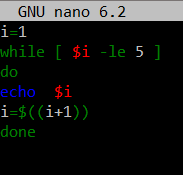 GNU nano 6.2
i=1
while [ $i -le 5 ]
do
echo  $i
i=$((i+1))
done